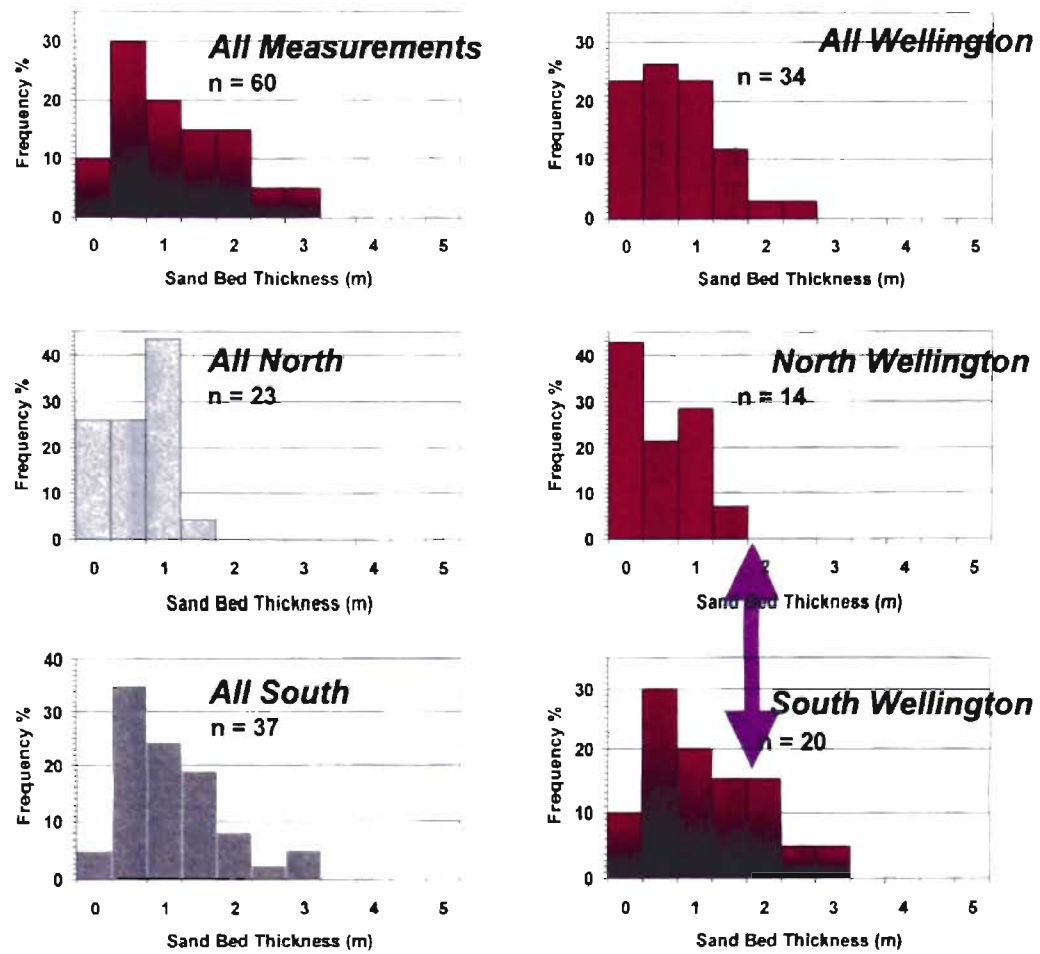 All Measurements
n = 60
30
20
10
0
Frequency %
0 1 2 3 4 5
Sand Bed Thickness (m)
All Wellington
n = 34
30
20
10
0
Frequency %
0 1 2 3 4 5
Sand Bed Thickness (m)
All North
n = 23
40
30
20
10
0
Frequency %
0 1 2 3 4 5
Sand Bed Thickness (m)
North Wellington
n = 14
40
30
20
10
0
Frequency %
0 1 2 3 4 5
Sand Bed Thickness (m)
All South
n = 37
40
30
20
10
0
Frequency %
0 1 2 3 4 5
Sand Bed Thickness (m)
South Wellington
n = 20
30
20
10
0
Frequency %
0 1 2 3 4 5
Sand Bed Thickness (m)